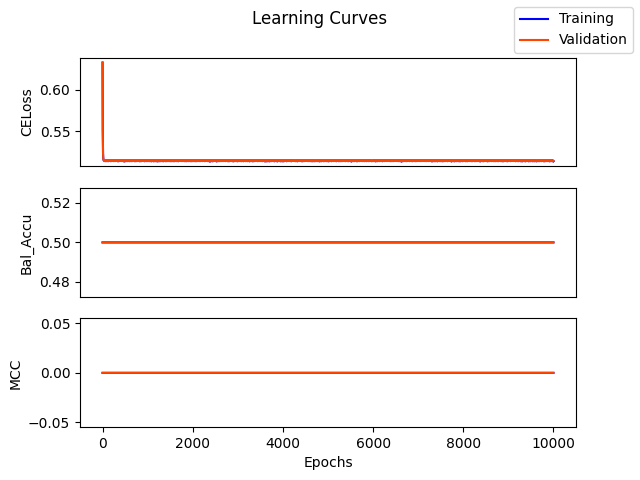 Learning Curves
Training
Validation
0.60
0.55
CELoss
0.52
0.50
0.48
Bal_Accu
0.05
0.00
−0.05
MCC
0 2000 4000 6000 8000 10000
Epochs